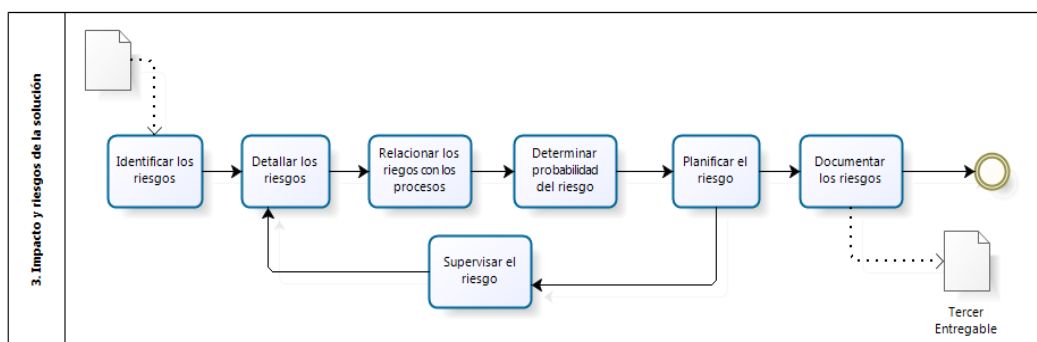 3. Impacto y riesgos de la solución
Identificar los
riesgos
Detallar los
riesgos
Relacionar los
riegos con los
procesos
Determinar
probabilidad
del riesgo
Planificar el
riesgo
Documentar
los riesgos
Supervisar el
riesgo
Tercer
Entregable